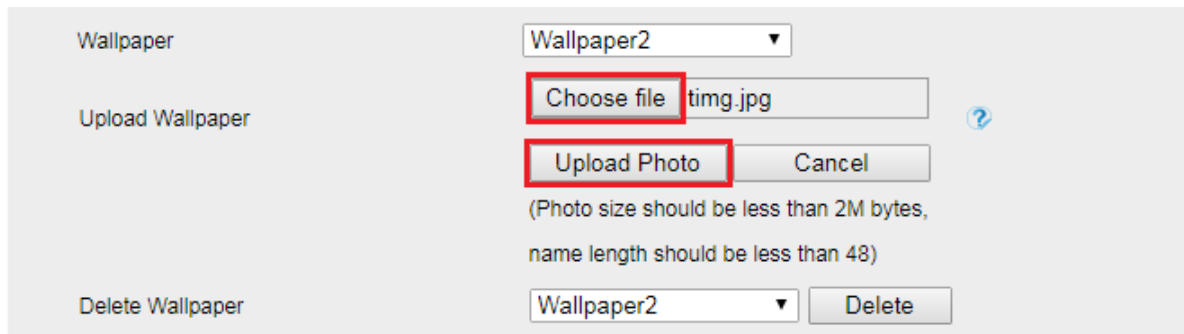 Wallpaper
Wallpaper2
Upload Wallpaper
Choose file timg.jpg
Upload Photo Cancel
(Photo size should be less than 2M bytes,
name length should be less than 48)
Delete Wallpaper
Wallpaper2 Delete